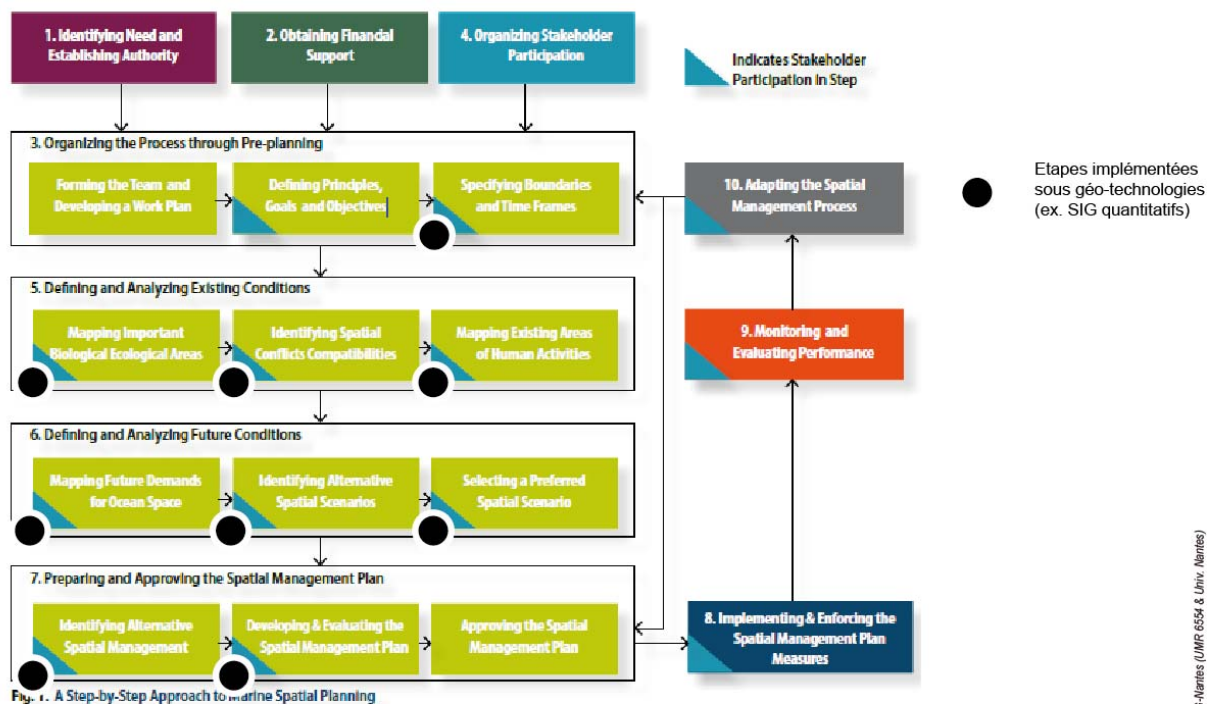 1. Identifying Need and
Establishing Authority
2. Obtaining Financial
Support
4. Organizing Stakeholder
Participation
Indicates Stakeholder
Participation in Step
3. Organizing the Process through Pre-planning
Forming the Team and
Developing a Work Plan
Defining Principles,
Goals and Objectives
Specifying Boundaries
and Time Frames
10. Adapting the Spatial
Management Process
Etapes implémentées
sous géo-technologies
(ex. SIG quantitatifs)
5. Defining and Analyzing Existing Conditions
Mapping Important
Biological Ecological Areas
Identifying Spatial
Conflicts Compatibilities
Mapping Existing Areas
of Human Activities
9. Monitoring and
Evaluating Performance
6. Defining and Analyzing Future Conditions
Mapping Future Demands
for Ocean Space
Identifying Alternative
Spatial Scenarios
Selecting a Preferred
Spatial Scenario
7. Preparing and Approving the Spatial Management Plan
Identifying Alternative
Spatial Management
Developing & Evaluating the
Spatial Management Plan
Approving the Spatial
Management Plan
8. Implementing & Enforcing the
Spatial Management Plan
Measures
Fig. 1. A Step-by-Step Approach to Marine Spatial Planning
-Nantes (UMR 6554 & Univ. Nantes)